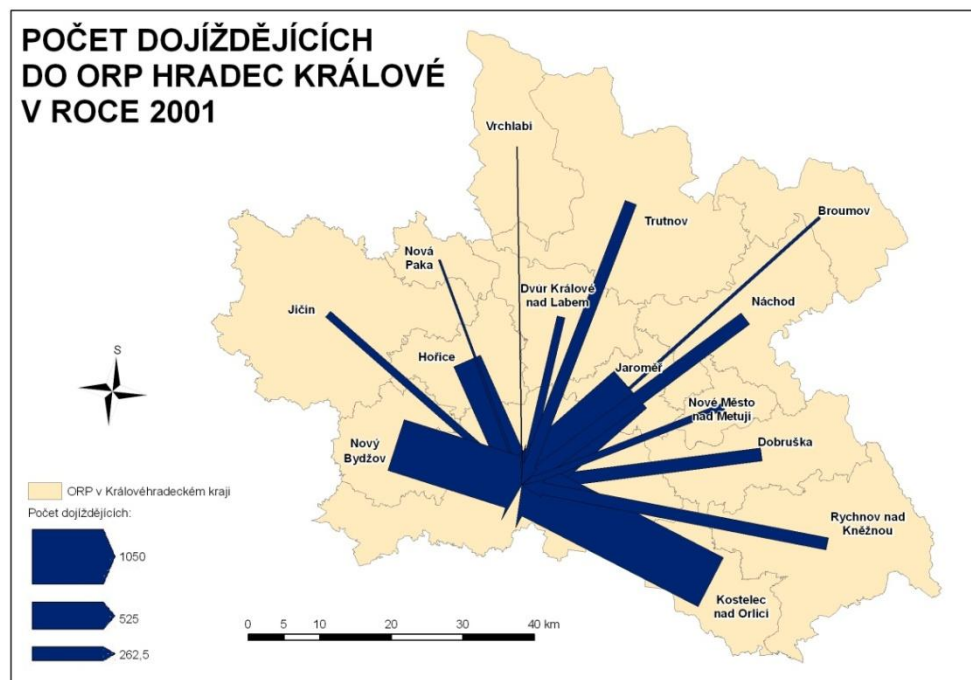 POČET DOJÍŽDĚJÍCÍCH
DO ORP HRADEC KRÁLOVÉ
V ROCE 2001
Vrchlabí
Trutnov
Broumov
Nová
Paka
Dvůr Králové
nad Labem
Jičín
Náchod
Hořice
Jaroměř
Nové Město
nad Metují
Nový
Bydžov
Dobruška
Rychnov nad
Kněžnou
Kostelec
nad Orlicí
S
ORP v Královéhradeckém kraji
Počet dojíždějících:
1050
525
262,5
0 5 10 20 30 40 km